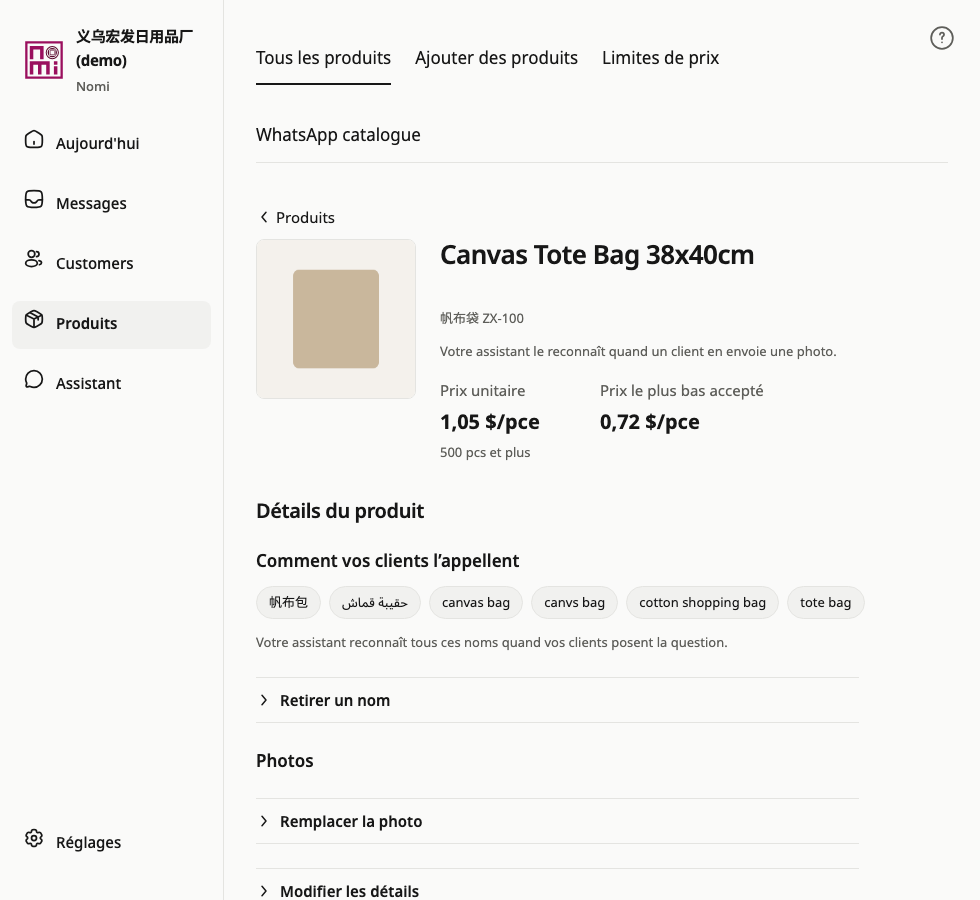 义乌宏发日用品厂
(demo)
Nomi
Aujourd'hui
Messages
Customers
Produits
Assistant
Réglages
Tous les produits
Ajouter des produits
Limites de prix
WhatsApp catalogue
Produits
Canvas Tote Bag 38x40cm
帆布袋 ZX-100
Votre assistant le reconnaît quand un client en envoie une photo.
Prix unitaire
1,05 $/pce
500 pcs et plus
Prix le plus bas accepté
0,72 $/pce
Détails du produit
Comment vos clients l’appellent
帆布包
حقيبة قماش
canvas bag
canvs bag
cotton shopping bag
tote bag
Votre assistant reconnaît tous ces noms quand vos clients posent la question.
Retirer un nom
Photos
Remplacer la photo
Modifier les détails